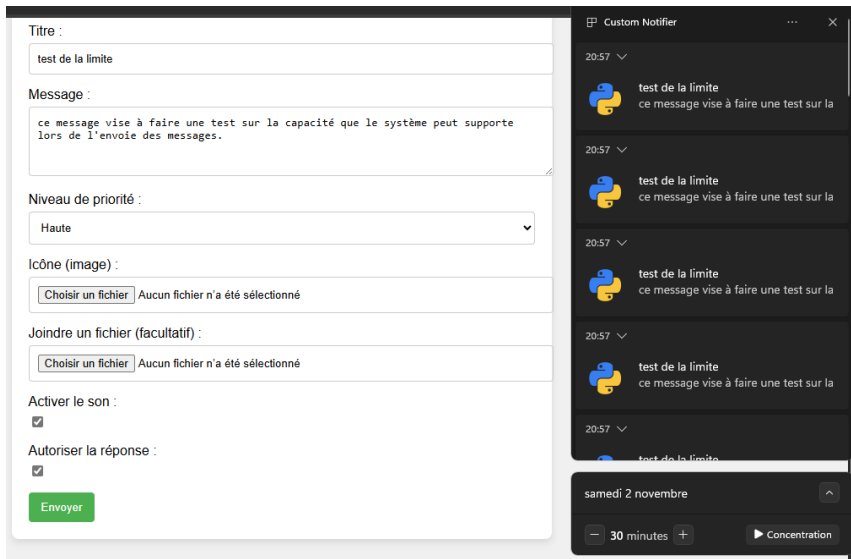 Titre :
test de la limite
Message :
ce message vise à faire une test sur la capacité que le système peut supporte
lors de l'envoie des messages.
Niveau de priorité :
Haute
Icône (image) :
Choisir un fichier Aucun fichier n'a été sélectionné
Joindre un fichier (facultatif) :
Choisir un fichier Aucun fichier n'a été sélectionné
Activer le son :
Autoriser la réponse :
Envoyer
Custom Notifier
20:57
test de la limite
ce message vise à faire une test sur la
20:57
test de la limite
ce message vise à faire une test sur la
20:57
test de la limite
ce message vise à faire une test sur la
20:57
test de la limite
ce message vise à faire une test sur la
20:57
test de la limite
samedi 2 novembre
30 minutes
Concentration